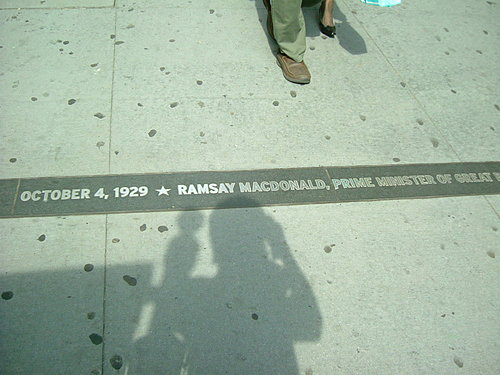 OCTOBER 4, 1929 ★ RAMSAY MACDONALD, PRIME MINISTER OF GREAT